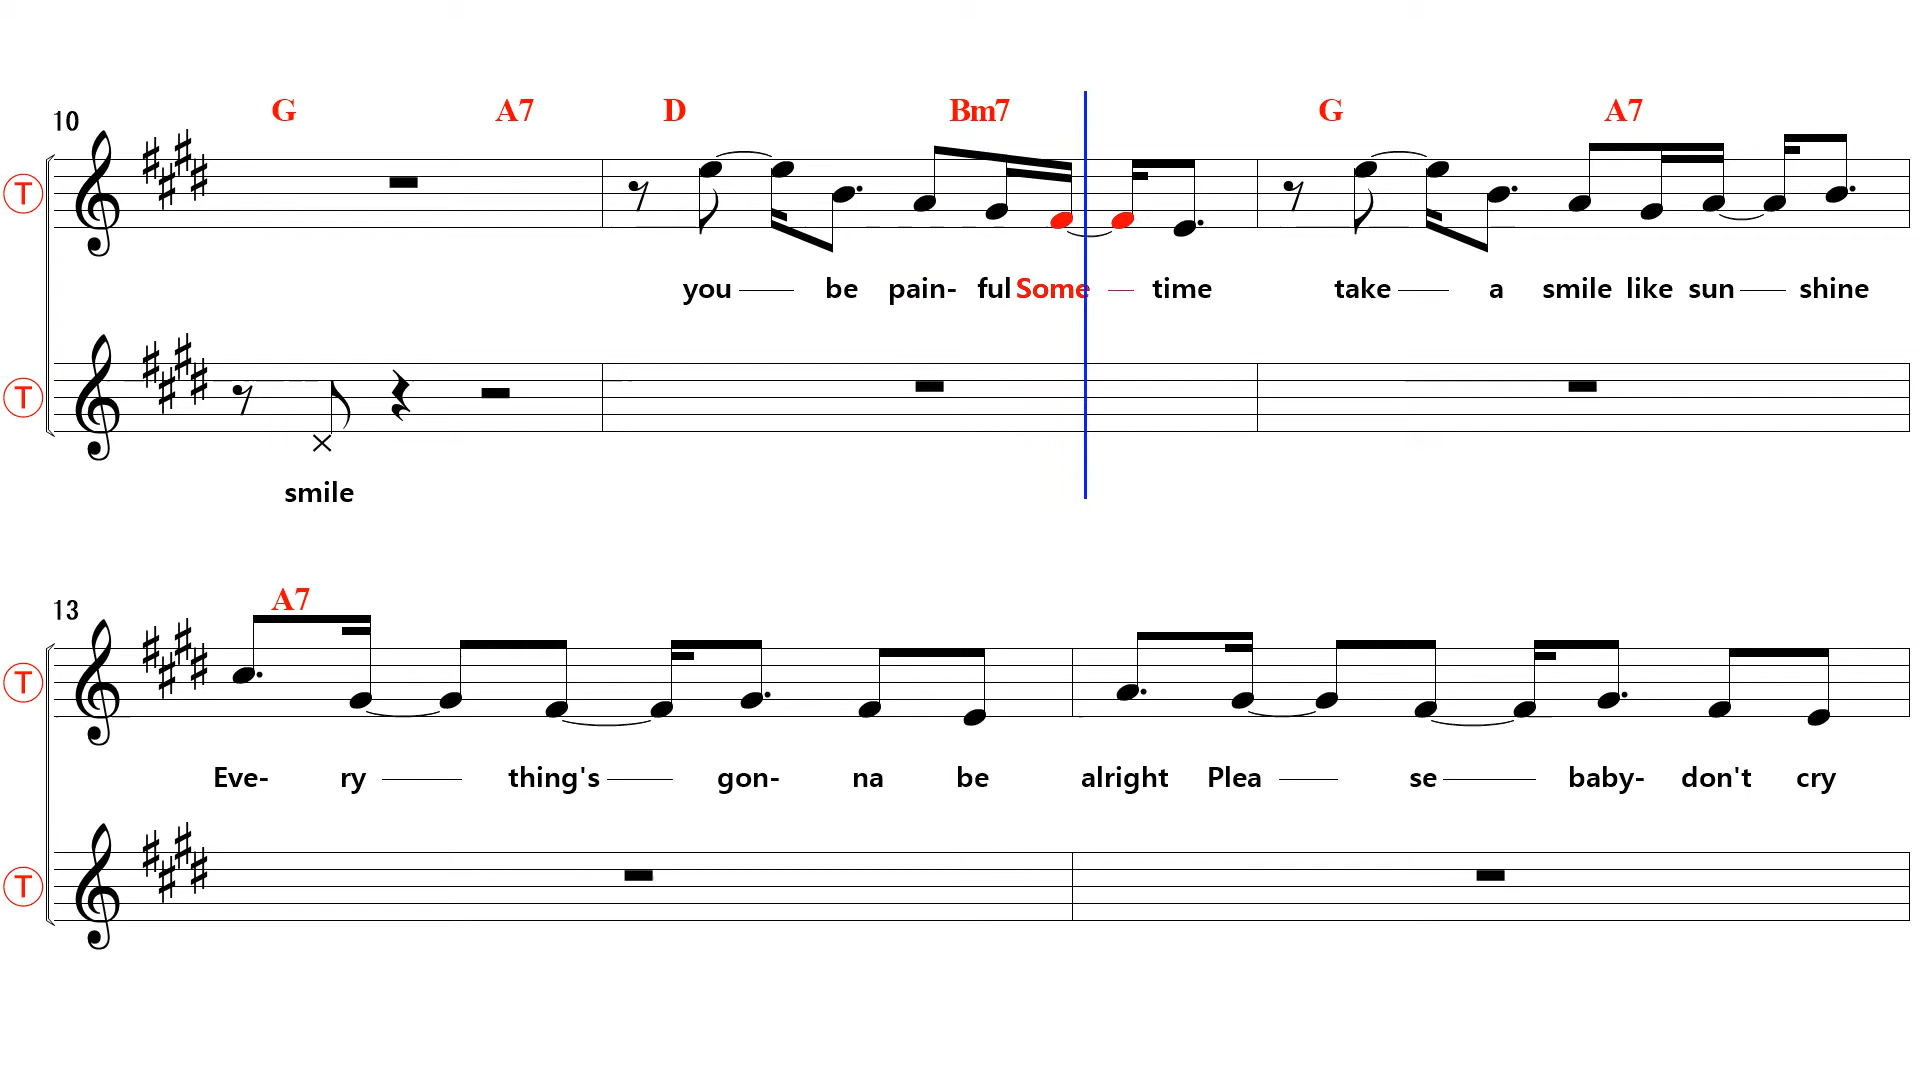 G A7 D Bm7 G A7
10
T
you be pain- ful Some time take a smile like sun shine
T
smile
A7
13
T
Eve- ry thing's gon- na be alright Plea se baby- don't cry
T